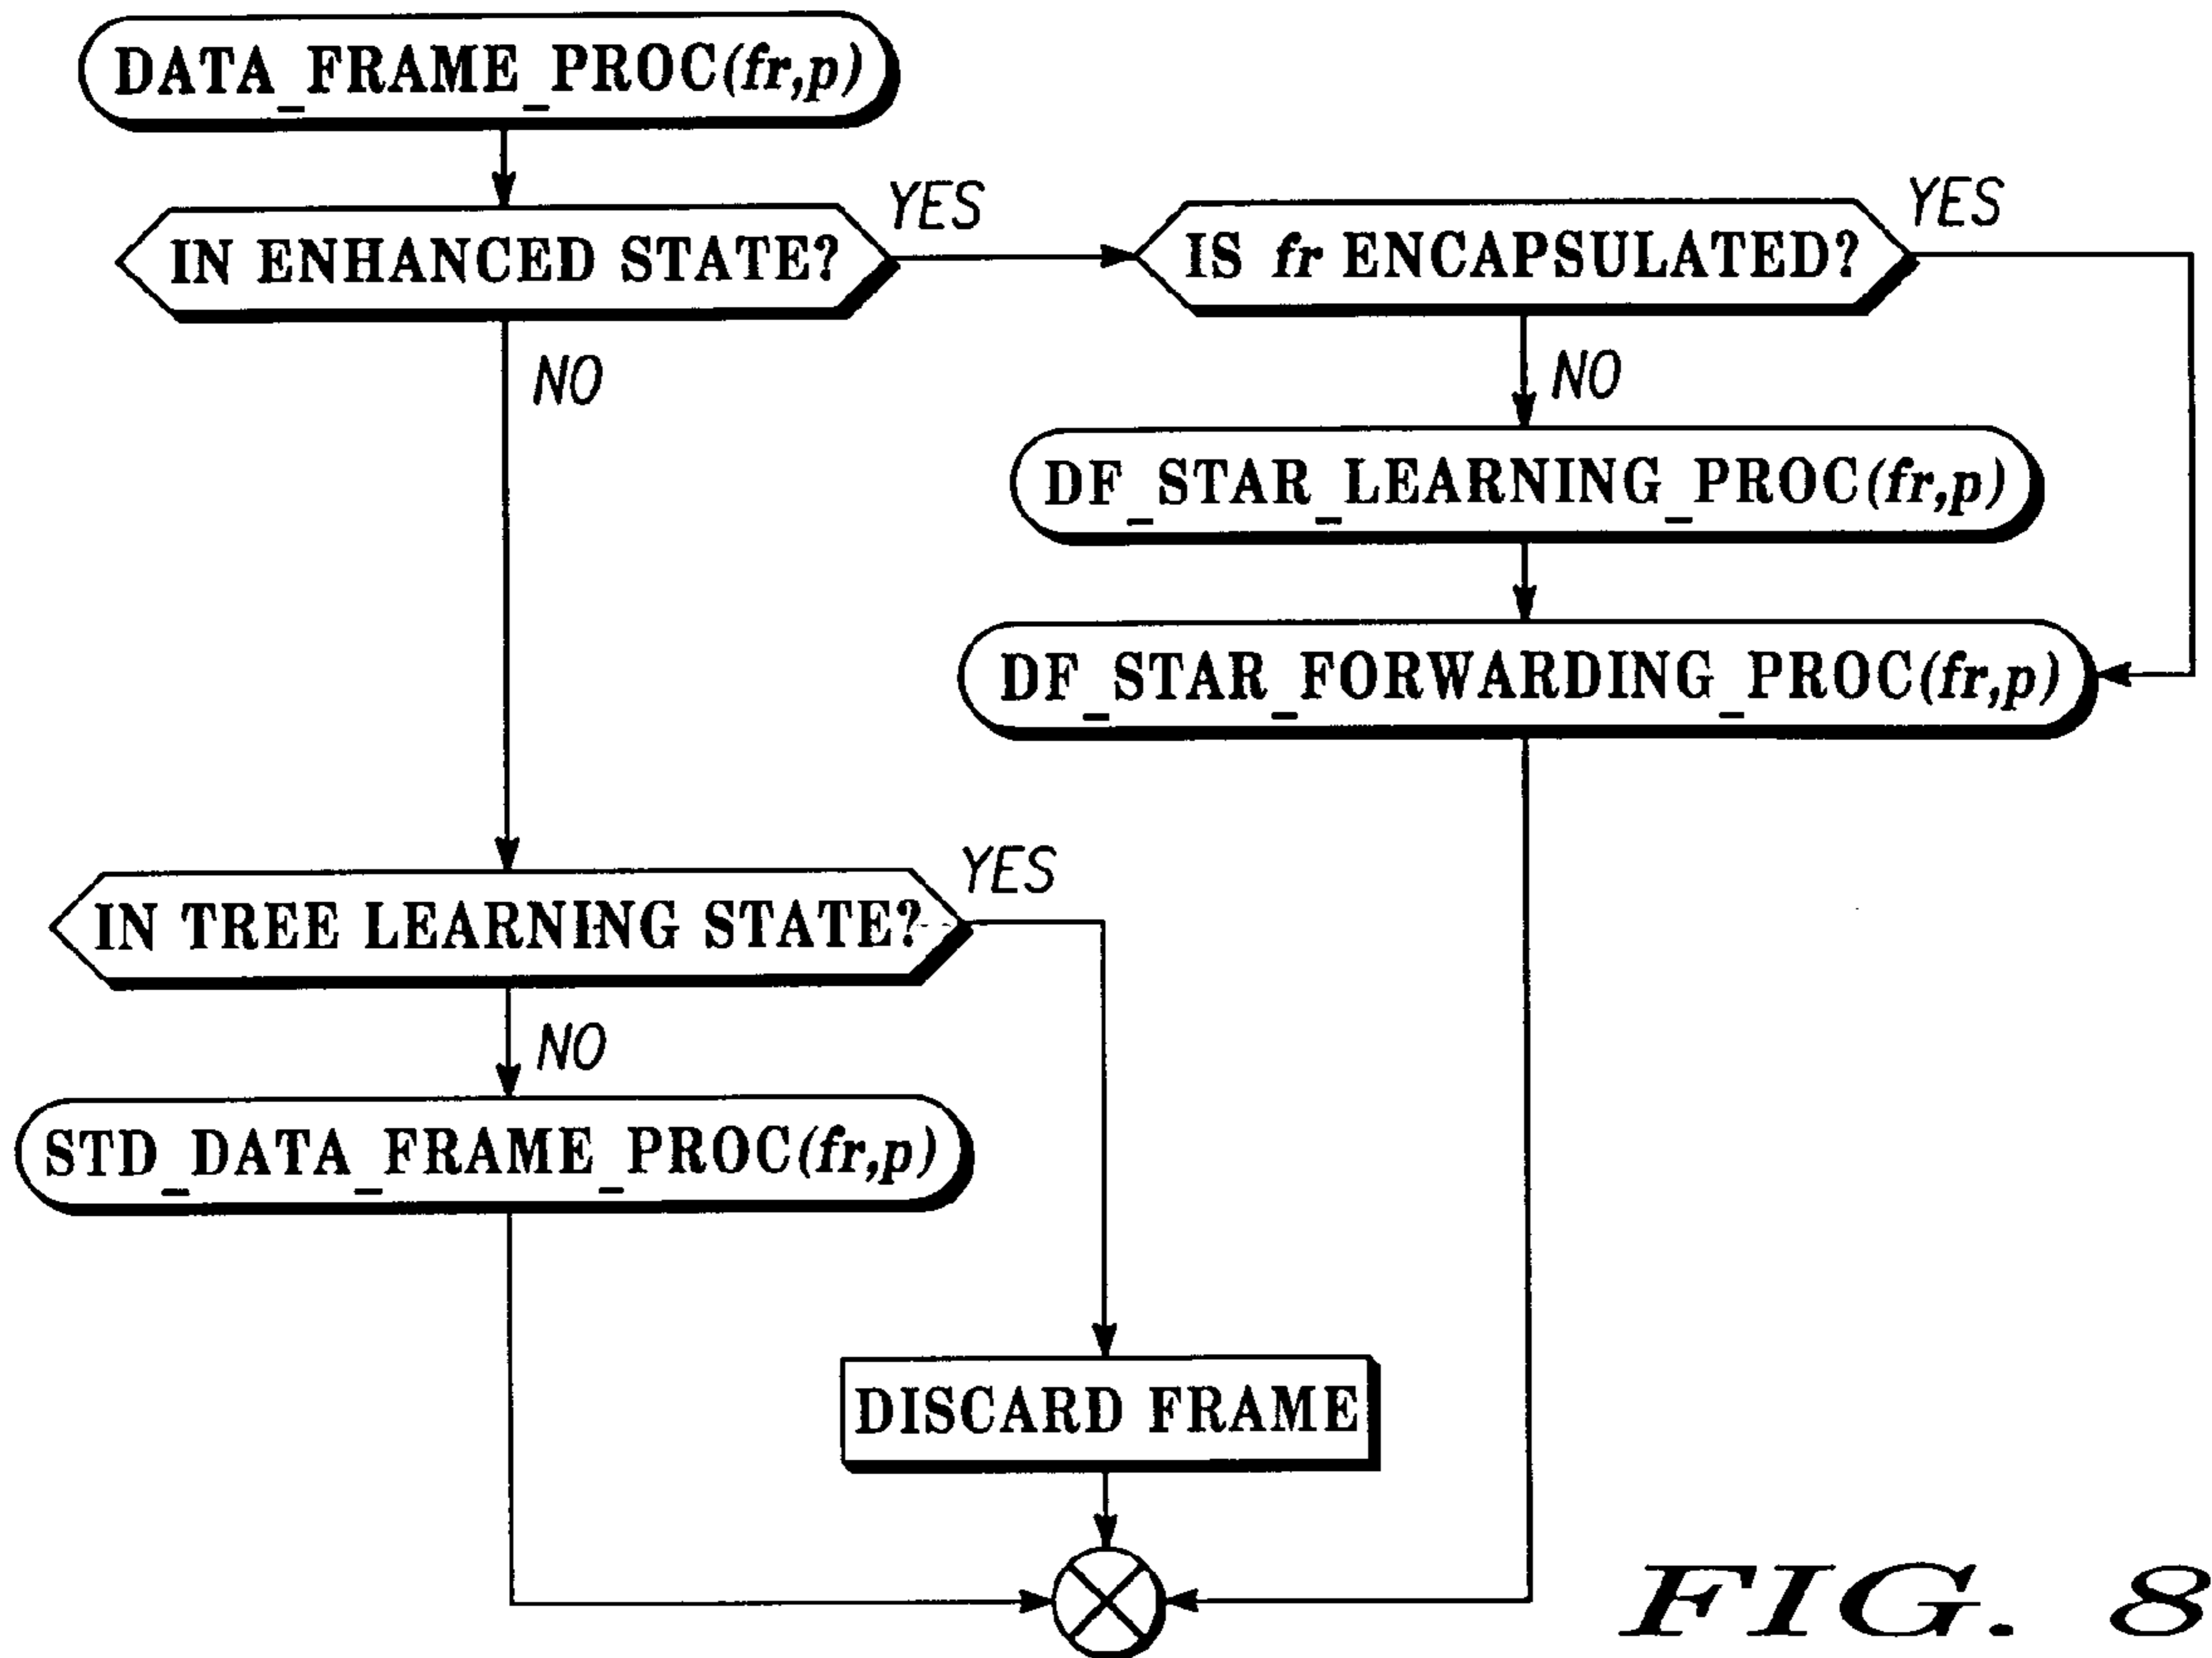 DATA_FRAME_PROC(fr,p)
IN ENHANCED STATE?
YES
IS fr ENCAPSULATED?
YES
NO
NO
DF_STAR_LEARNING_PROC(fr,p)
DF_STAR_FORWARDING_PROC(fr,p)
IN TREE LEARNING STATE?
YES
NO
STD_DATA_FRAME_PROC(fr,p)
DISCARD FRAME
FIG. 8